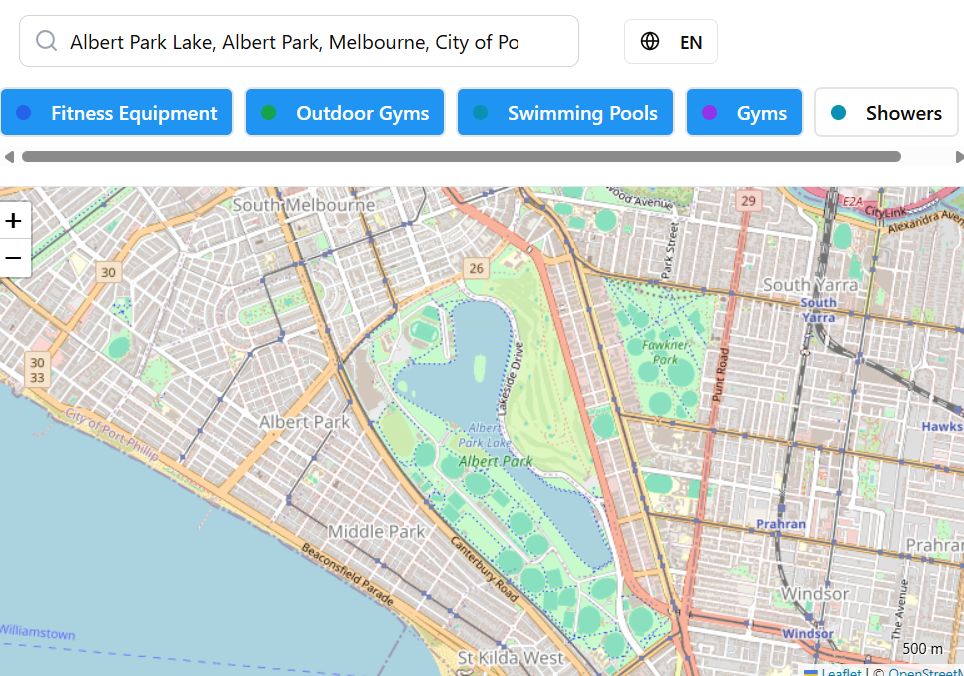 Albert Park Lake, Albert Park, Melbourne, City of Po
EN
Fitness Equipment
Outdoor Gyms
Swimming Pools
Gyms
Showers
+
−
South Melbourne
wood Avenue
29
E2A
CityLink
Alexandra Aven
Park Street
30
26
South Yarra
South
Yarra
Fawkner
Park
Punt Road
Lakeside Drive
30
33
City of Port Phillip
Albert Park
Albert
Park Lake
Albert Park
Hawks
Middle Park
Prahran
Prahran
Canterbury Road
Beaconsfield Parade
Windsor
The Avenue
Windsor
Williamstown
St Kilda West
500 m
Leaflet | © OpenStreetM